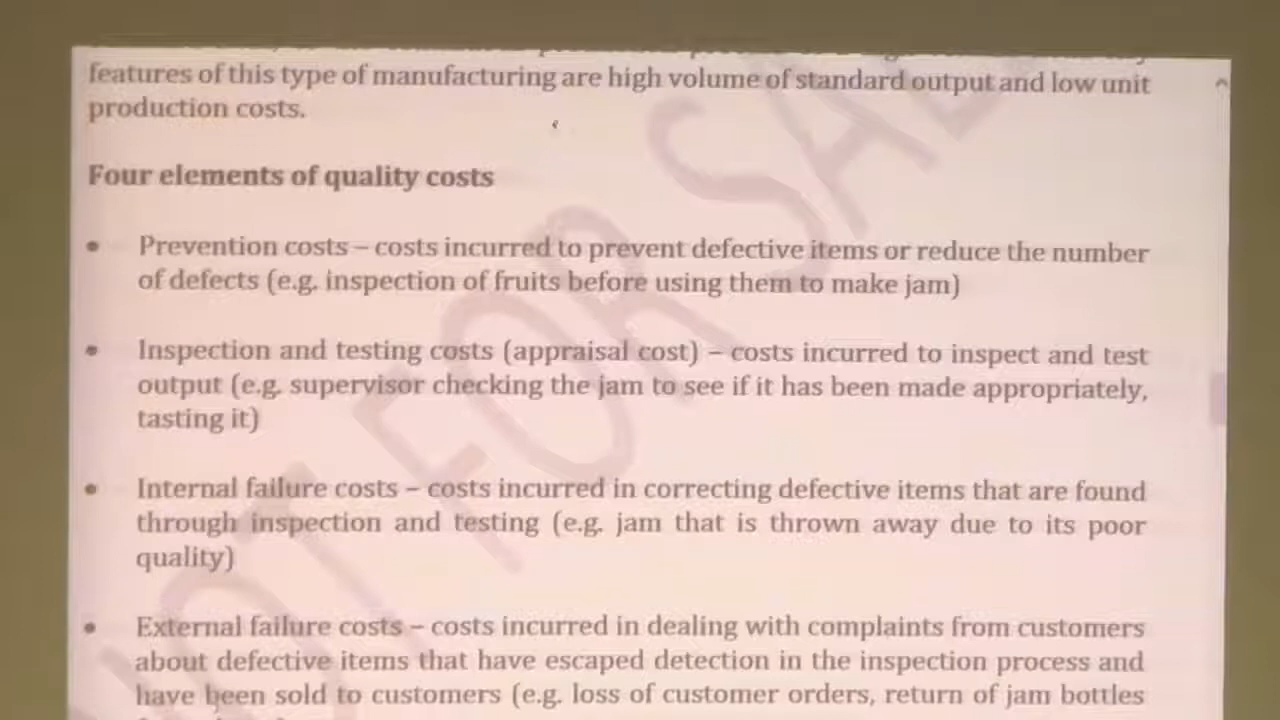 features of this type of manufacturing are high volume of standard output and low unit
production costs.
Four elements of quality costs
• Prevention costs – costs incurred to prevent defective items or reduce the number
of defects (e.g. inspection of fruits before using them to make jam)
• Inspection and testing costs (appraisal cost) – costs incurred to inspect and test
output (e.g. supervisor checking the jam to see if it has been made appropriately,
tasting it)
• Internal failure costs – costs incurred in correcting defective items that are found
through inspection and testing (e.g. jam that is thrown away due to its poor
quality)
• External failure costs – costs incurred in dealing with complaints from customers
about defective items that have escaped detection in the inspection process and
have been sold to customers (e.g. loss of customer orders, return of jam bottles
NOT FOR SALE